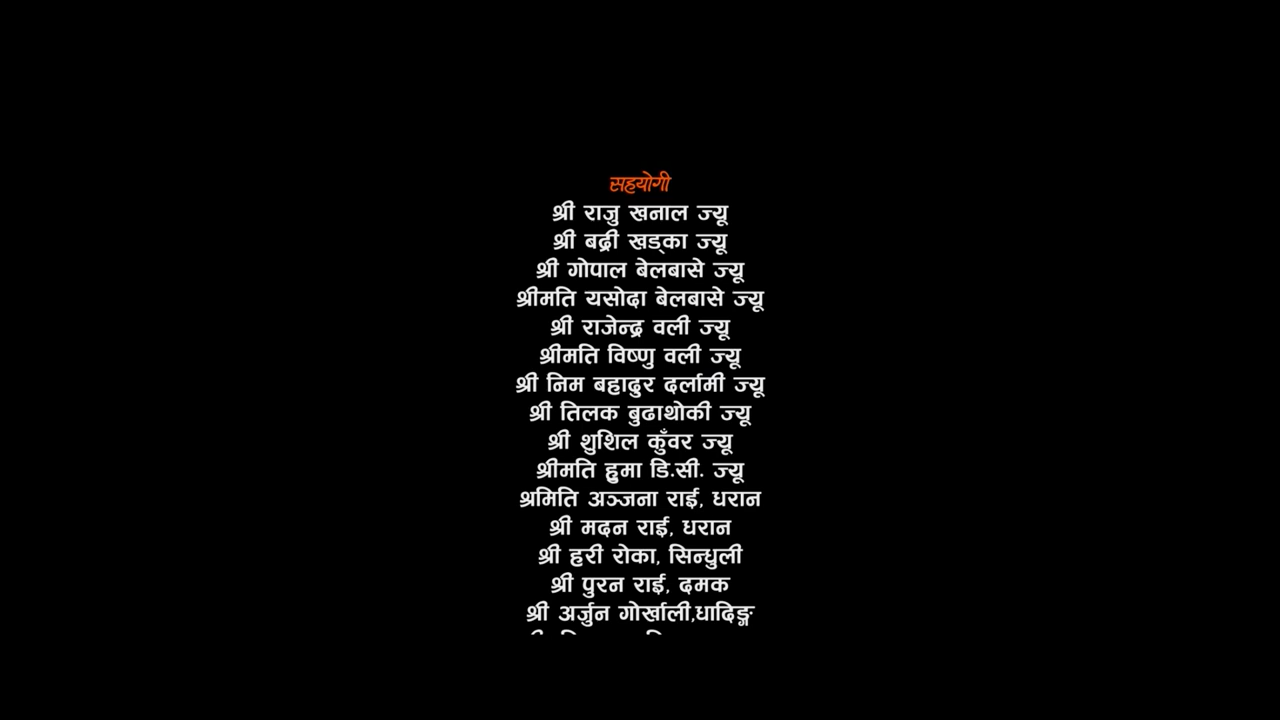 सहयोगी
श्री राजु खनाल ज्यू
श्री बद्री खड्का ज्यू
श्री गोपाल बेलबासे ज्यू
श्रीमति यसोदा बेलबासे ज्यू
श्री राजेन्द्र वली ज्यू
श्रीमति विष्णु वली ज्यू
श्री निम बहादुर दर्लामी ज्यू
श्री तिलक बुढाथोकी ज्यू
श्री शुशिल कुँवर ज्यू
श्रीमति हुमा डि.सी. ज्यू
श्रमिति अञ्जना राई, धरान
श्री मदन राई, धरान
श्री हरी रोका, सिन्धुली
श्री पुरन राई, दमक
श्री अर्जुन गोर्खाली,धादिङ्ग